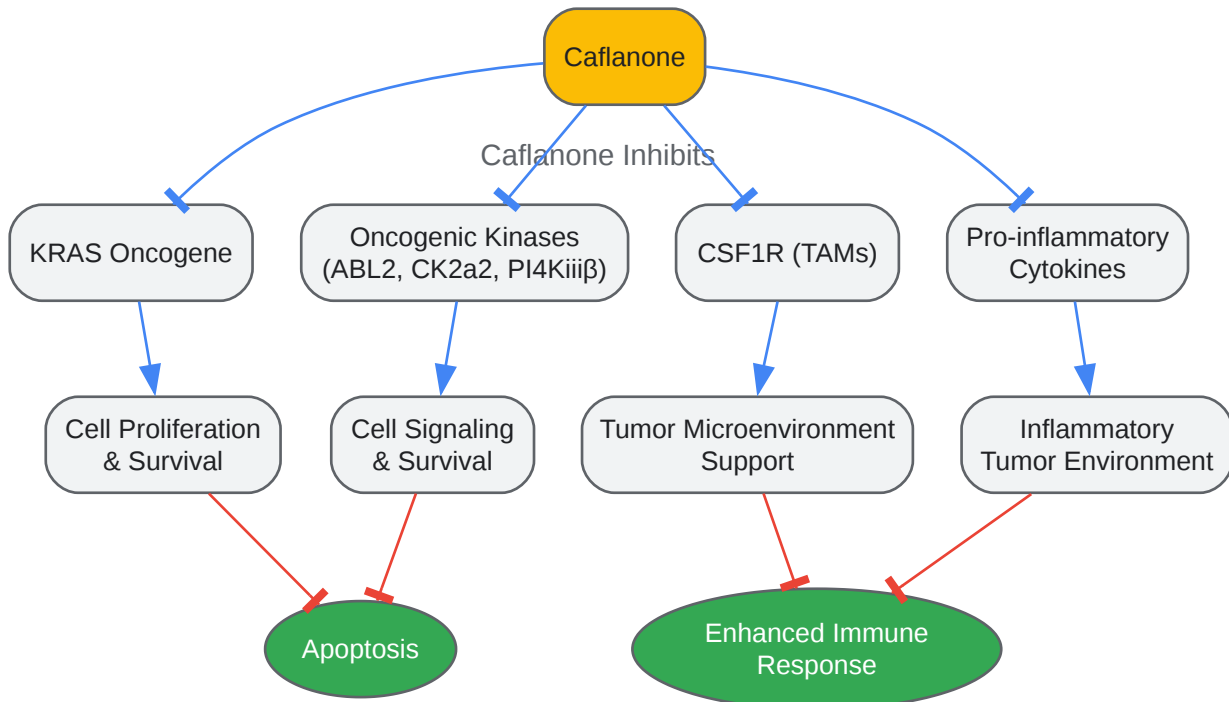 Caflanone
Caflanone Inhibits
KRAS Oncogene
Oncogenic Kinases
(ABL2, CK2a2, PI4Kiiiβ)
CSF1R (TAMs)
Pro-inflammatory
Cytokines
Cell Proliferation
& Survival
Cell Signaling
& Survival
Tumor Microenvironment
Support
Inflammatory
Tumor Environment
Apoptosis
Enhanced Immune
Response